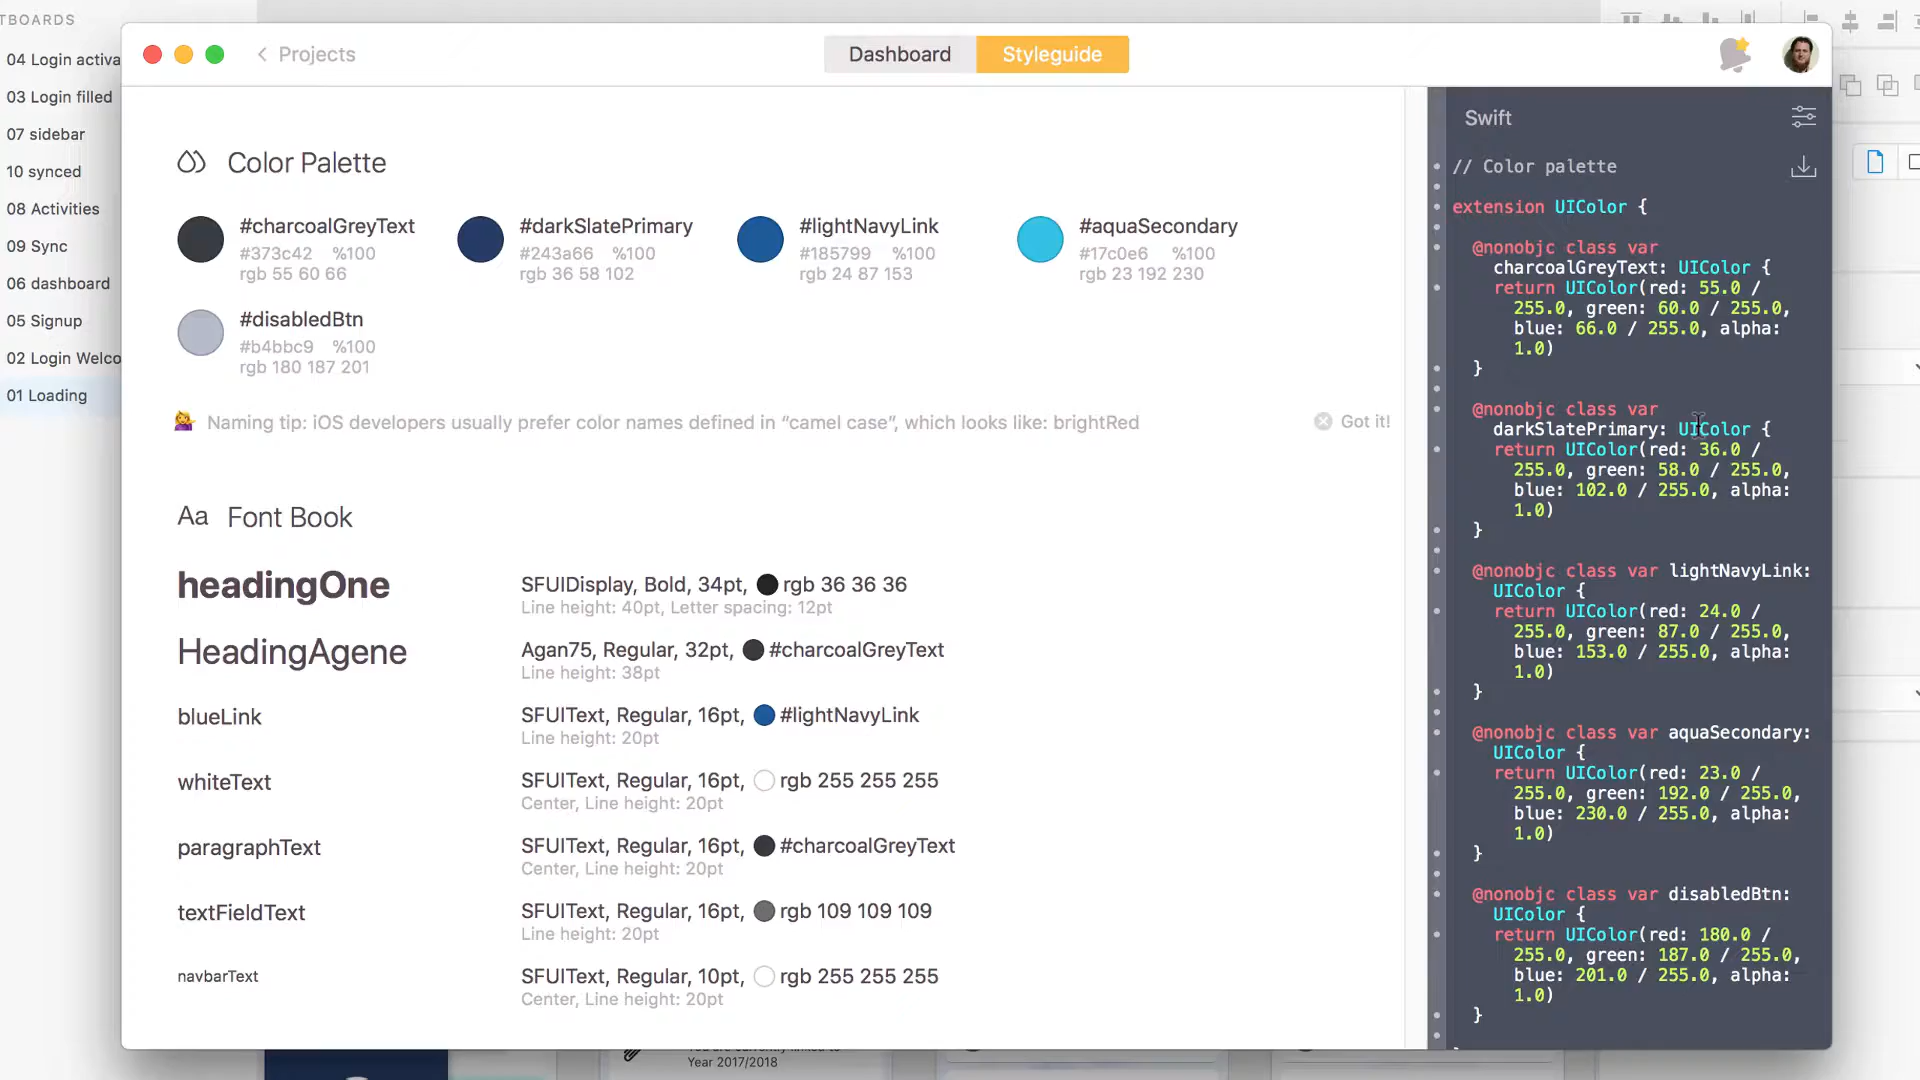 TBOARDS
04 Login activa
03 Login filled
07 sidebar
10 synced
08 Activities
09 Sync
06 dashboard
05 Signup
02 Login Welco
01 Loading
Projects
Dashboard
Styleguide
Color Palette
#charcoalGreyText
#373c42 %100
rgb 55 60 66
#darkSlatePrimary
#243a66 %100
rgb 36 58 102
#lightNavyLink
#185799 %100
rgb 24 87 153
#aquaSecondary
#17c0e6 %100
rgb 23 192 230
#disabledBtn
#b4bbc9 %100
rgb 180 187 201
Naming tip: iOS developers usually prefer color names defined in “camel case”, which looks like: brightRed
Got it!
Aa Font Book
headingOne
SFUIDisplay, Bold, 34pt, rgb 36 36 36
Line height: 40pt, Letter spacing: 12pt
HeadingAgene
Agan75, Regular, 32pt, #charcoalGreyText
Line height: 38pt
blueLink
SFUIText, Regular, 16pt, #lightNavyLink
Line height: 20pt
whiteText
SFUIText, Regular, 16pt, rgb 255 255 255
Center, Line height: 20pt
paragraphText
SFUIText, Regular, 16pt, #charcoalGreyText
Center, Line height: 20pt
textFieldText
SFUIText, Regular, 16pt, rgb 109 109 109
Line height: 20pt
navbarText
SFUIText, Regular, 10pt, rgb 255 255 255
Center, Line height: 20pt
Swift
// Color palette
extension UIColor {
@nonobjc class var
charcoalGreyText: UIColor {
return UIColor(red: 55.0 /
255.0, green: 60.0 / 255.0,
blue: 66.0 / 255.0, alpha:
1.0)
}
@nonobjc class var
darkSlatePrimary: UIColor {
return UIColor(red: 36.0 /
255.0, green: 58.0 / 255.0,
blue: 102.0 / 255.0, alpha:
1.0)
}
@nonobjc class var lightNavyLink:
UIColor {
return UIColor(red: 24.0 /
255.0, green: 87.0 / 255.0,
blue: 153.0 / 255.0, alpha:
1.0)
}
@nonobjc class var aquaSecondary:
UIColor {
return UIColor(red: 23.0 /
255.0, green: 192.0 / 255.0,
blue: 230.0 / 255.0, alpha:
1.0)
}
@nonobjc class var disabledBtn:
UIColor {
return UIColor(red: 180.0 /
255.0, green: 187.0 / 255.0,
blue: 201.0 / 255.0, alpha:
1.0)
}
Year 2017/2018